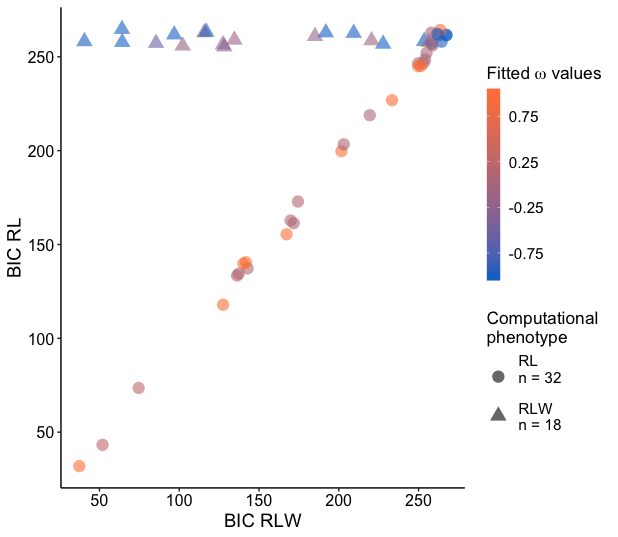 BIC RL
250
200
150
100
50
50
100
150
200
250
BIC RLW
Fitted ω values
0.75
0.25
-0.25
-0.75
Computational
phenotype
RL
n = 32
RLW
n = 18